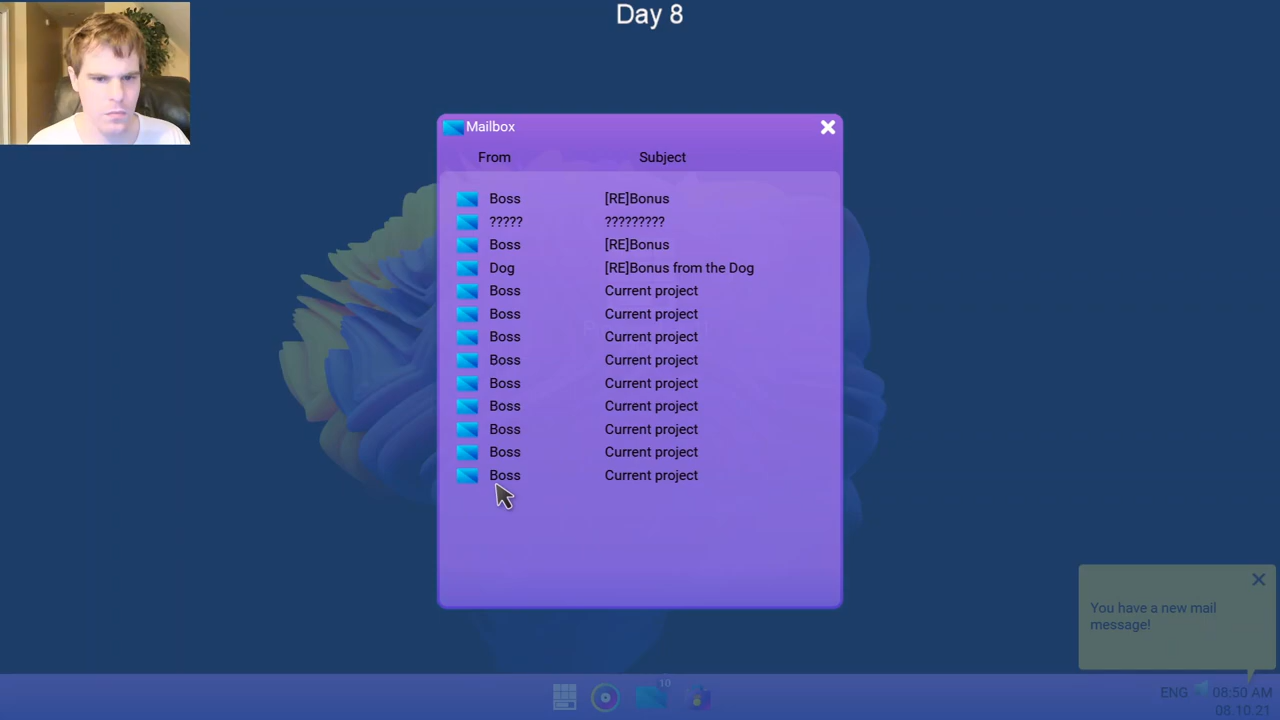 Day 8
Mailbox
From Subject
Boss [RE]Bonus
????? ?????????
Boss [RE]Bonus
Dog [RE]Bonus from the Dog
Boss Current project
Boss Current project
Boss Current project
Boss Current project
Boss Current project
Boss Current project
Boss Current project
Boss Current project
Boss Current project
You have a new mail
message!
10
ENG 08:50 AM
08.10.21